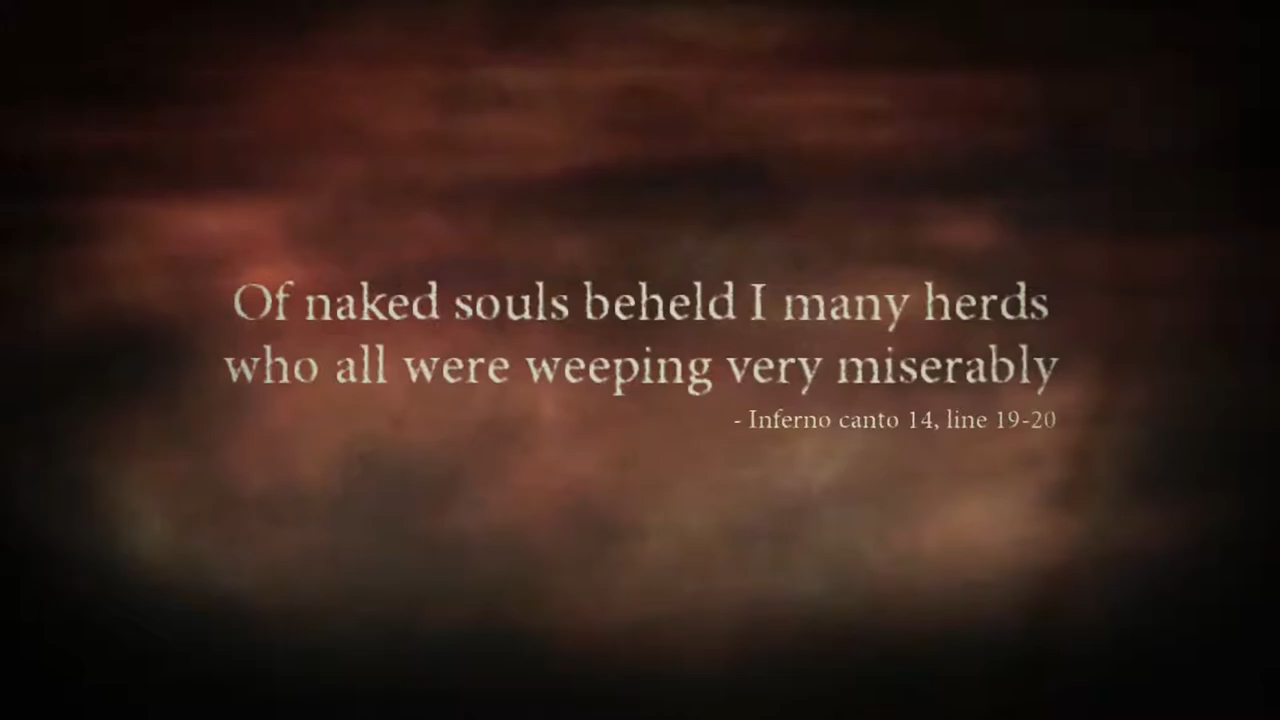 Of naked souls beheld I many herds
who all were weeping very miserably
- Inferno canto 14, line 19-20